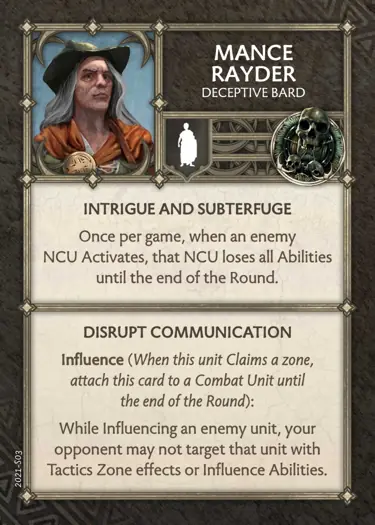 MANCE
RAYDER
DECEPTIVE BARD
INTRIGUE AND SUBTERFUGE
Once per game, when an enemy
NCU Activates, that NCU loses all Abilities
until the end of the Round.
DISRUPT COMMUNICATION
Influence (When this unit Claims a zone,
attach this card to a Combat Unit until
the end of the Round):
While Influencing an enemy unit, your
opponent may not target that unit with
Tactics Zone effects or Influence Abilities.
2021-S03